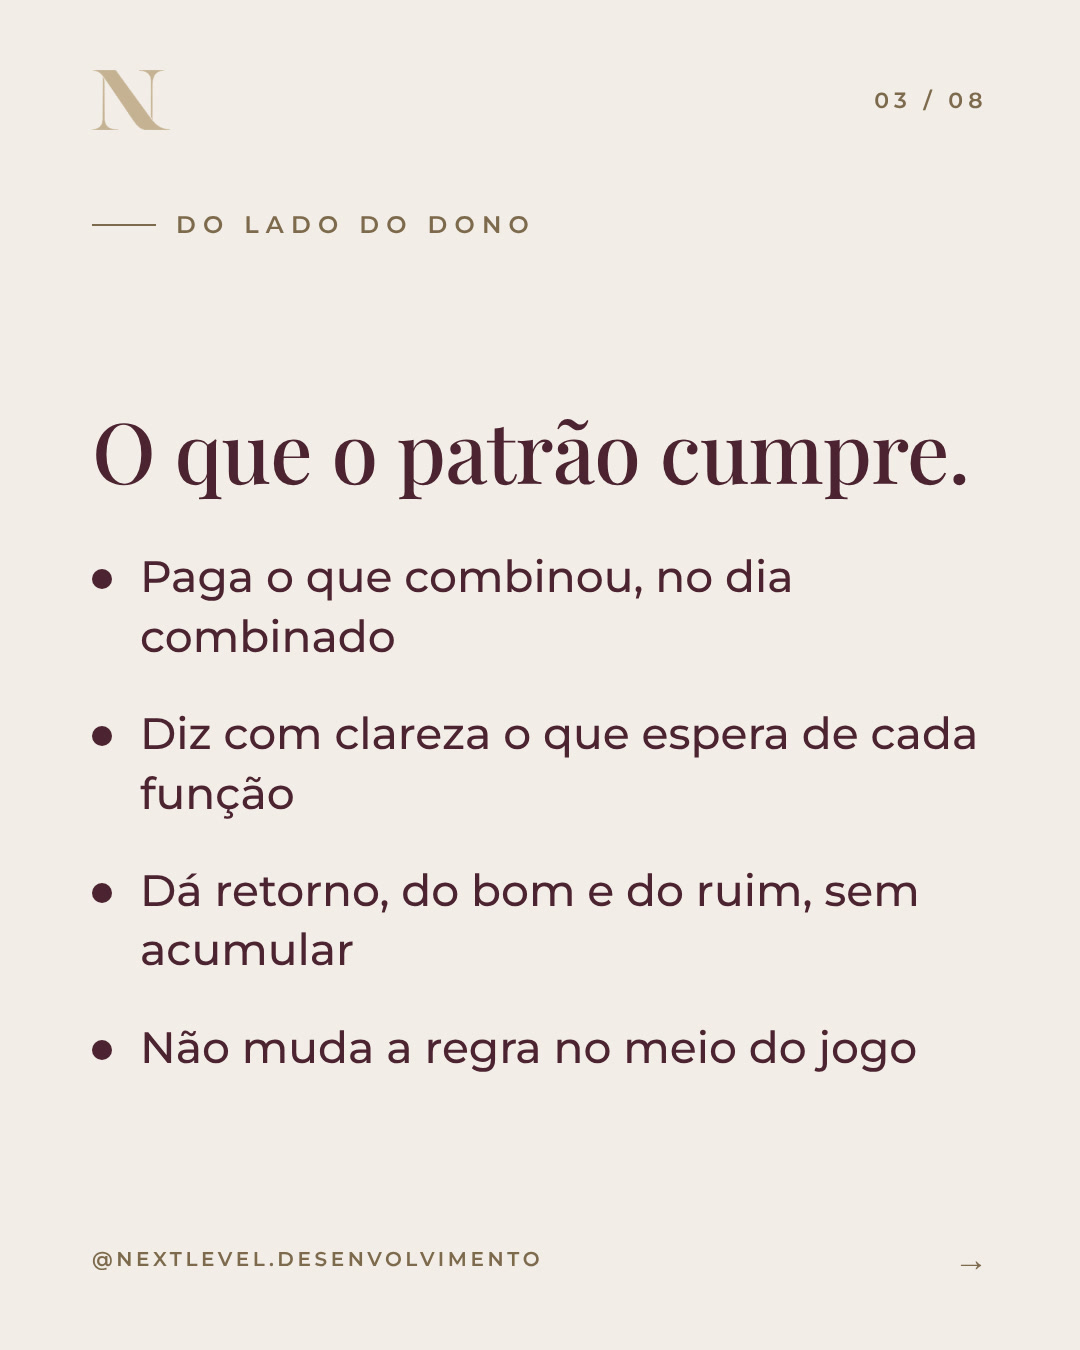 N
03 / 08
DO LADO DO DONO
O que o patrão cumpre.
Paga o que combinou, no dia
combinado
Diz com clareza o que espera de cada
função
Dá retorno, do bom e do ruim, sem
acumular
Não muda a regra no meio do jogo
@NEXTLEVEL.DESENVOLVIMENTO
→